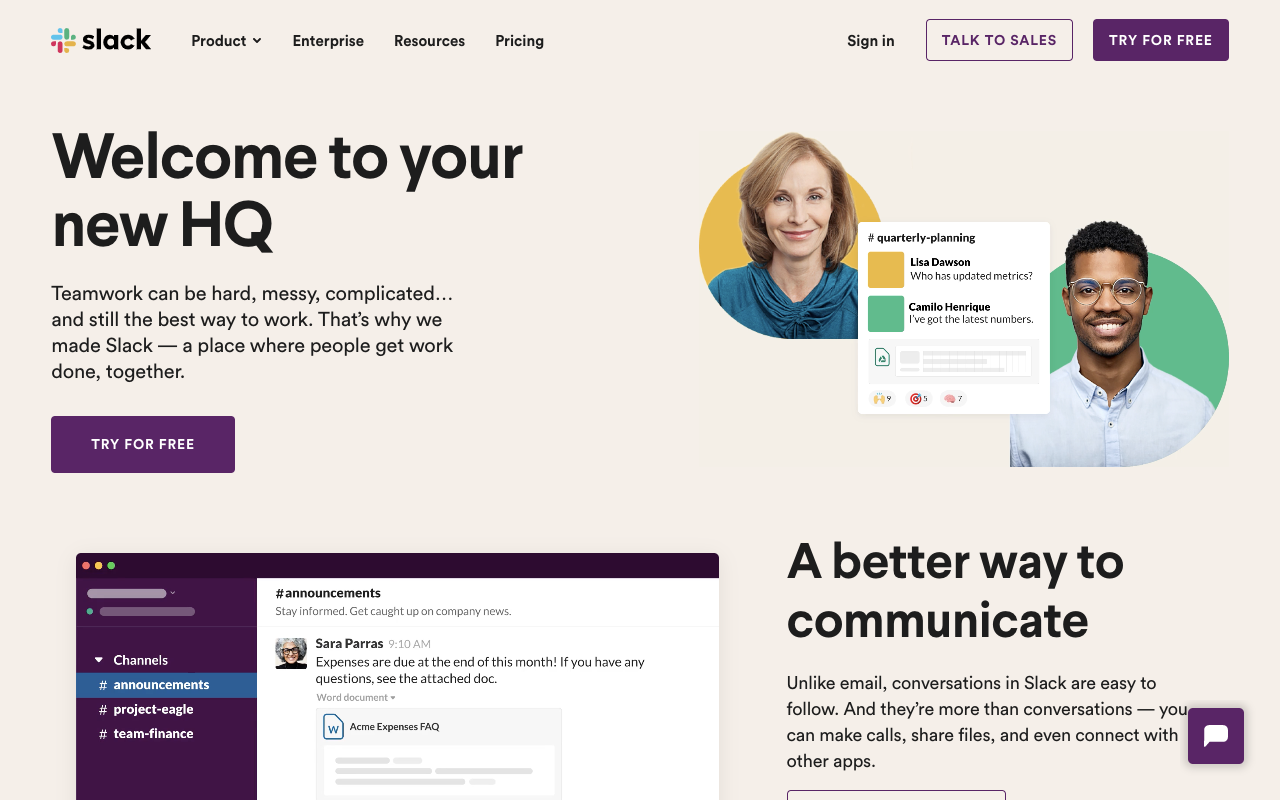 slack
Product
Enterprise
Resources
Pricing
Sign in
TALK TO SALES
TRY FOR FREE
Welcome to your
new HQ
Teamwork can be hard, messy, complicated…
and still the best way to work. That’s why we
made Slack — a place where people get work
done, together.
TRY FOR FREE
# quarterly-planning
Lisa Dawson
Who has updated metrics?
Camilo Henrique
I’ve got the latest numbers.
9
5
7
#announcements
Stay informed. Get caught up on company news.
Channels
# announcements
# project-eagle
# team-finance
Sara Parras 9:10 AM
Expenses are due at the end of this month! If you have any
questions, see the attached doc.
Word document
W
Acme Expenses FAQ
A better way to
communicate
Unlike email, conversations in Slack are easy to
follow. And they’re more than conversations — you
can make calls, share files, and even connect with
other apps.